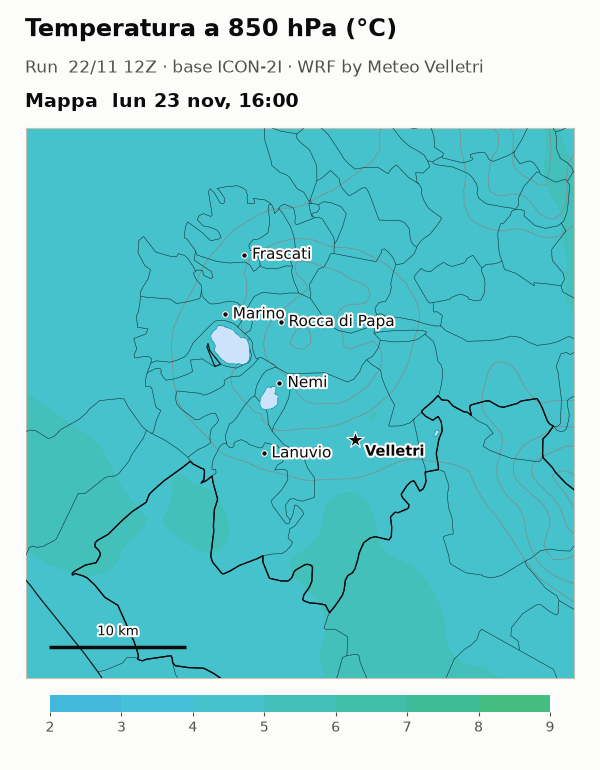 Temperatura a 850 hPa (°C)
Run  22/11 12Z · base ICON-2I · WRF by Meteo Velletri
Mappa  lun 23 nov, 16:00
Frascati
Marino
Rocca di Papa
Nemi
Velletri
Lanuvio
10 km
2 3 4 5 6 7 8 9